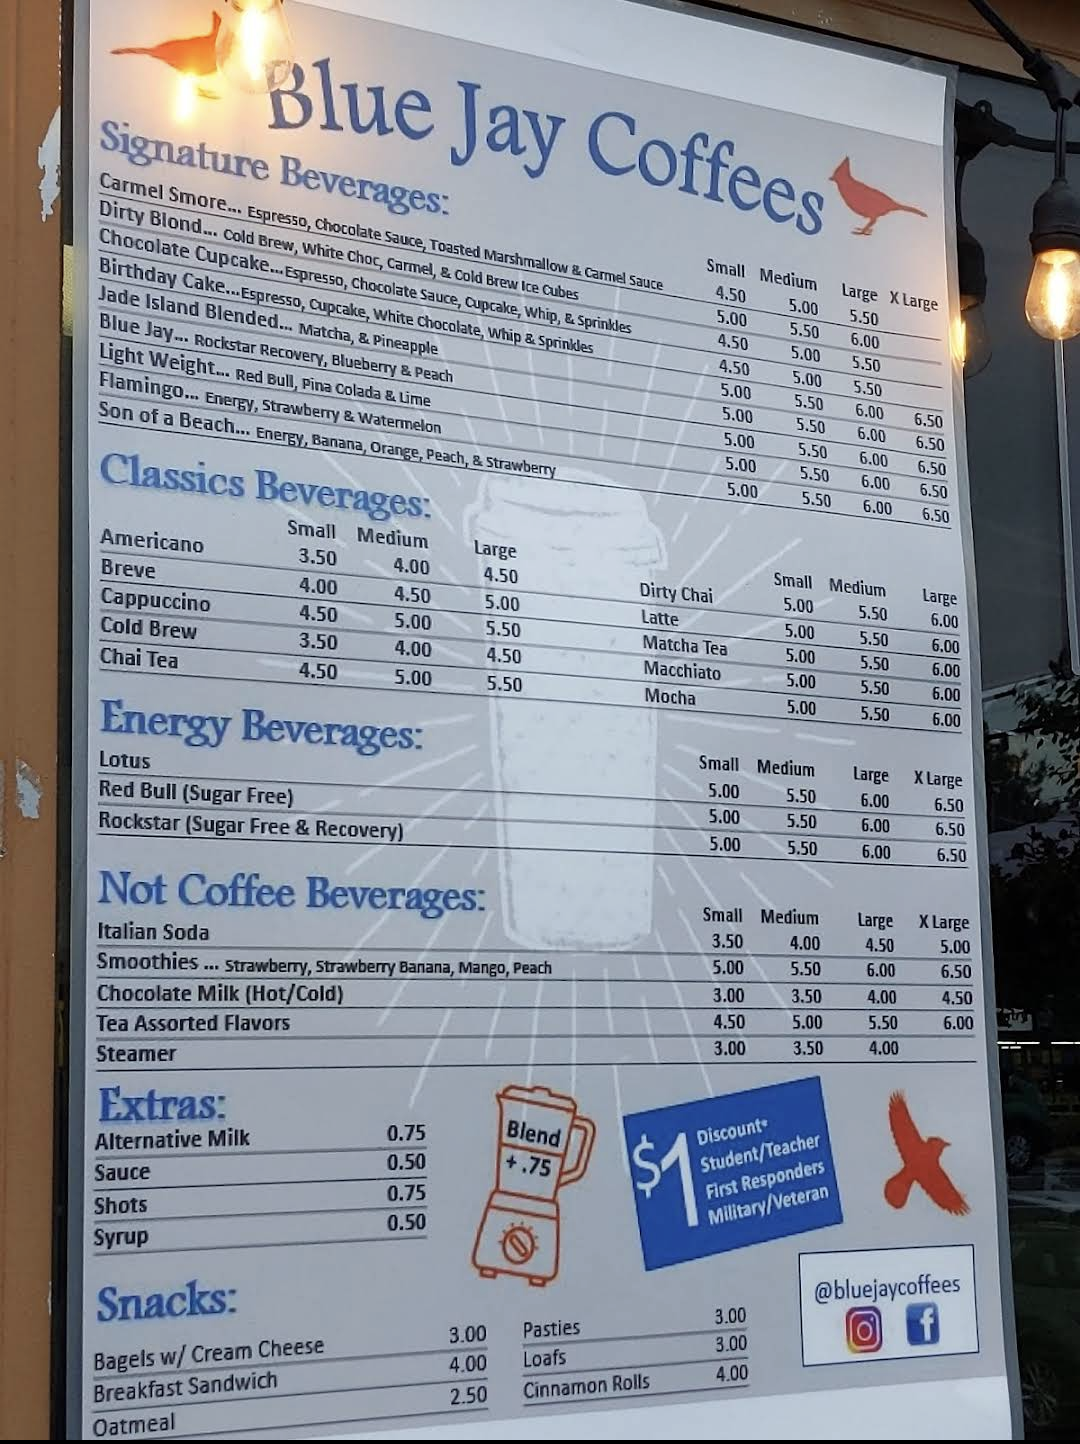 Blue Jay Coffees
Signature Beverages:
Small Medium Large X Large
Carmel Smore... Espresso, Chocolate Sauce, Toasted Marshmallow & Carmel Sauce 4.50 5.00 5.50
Dirty Blond... Cold Brew, White Choc, Carmel, & Cold Brew Ice Cubes 5.00 5.50 6.00
Chocolate Cupcake... Espresso, Chocolate Sauce, Cupcake, Whip, & Sprinkles 4.50 5.00 5.50
Birthday Cake...Espresso, Cupcake, White Chocolate, Whip & Sprinkles 4.50 5.00 5.50
Jade Island Blended... Matcha, & Pineapple 5.00 5.50 6.00 6.50
Blue Jay... Rockstar Recovery, Blueberry & Peach 5.00 5.50 6.00 6.50
Light Weight... Red Bull, Pina Colada & Lime 5.00 5.50 6.00 6.50
Flamingo... Energy, Strawberry & Watermelon 5.00 5.50 6.00 6.50
Son of a Beach... Energy, Banana, Orange, Peach, & Strawberry 5.00 5.50 6.00 6.50
Classics Beverages:
Small Medium Large
Americano 3.50 4.00 4.50
Breve 4.00 4.50 5.00
Cappuccino 4.50 5.00 5.50
Cold Brew 3.50 4.00 4.50
Chai Tea 4.50 5.00 5.50
Small Medium Large
Dirty Chai 5.00 5.50 6.00
Latte 5.00 5.50 6.00
Matcha Tea 5.00 5.50 6.00
Macchiato 5.00 5.50 6.00
Mocha 5.00 5.50 6.00
Energy Beverages:
Small Medium Large X Large
Lotus 5.00 5.50 6.00 6.50
Red Bull (Sugar Free) 5.00 5.50 6.00 6.50
Rockstar (Sugar Free & Recovery) 5.00 5.50 6.00 6.50
Not Coffee Beverages:
Small Medium Large X Large
Italian Soda 3.50 4.00 4.50 5.00
Smoothies ... Strawberry, Strawberry Banana, Mango, Peach 5.00 5.50 6.00 6.50
Chocolate Milk (Hot/Cold) 3.00 3.50 4.00 4.50
Tea Assorted Flavors 4.50 5.00 5.50 6.00
Steamer 3.00 3.50 4.00
Extras:
Alternative Milk 0.75
Sauce 0.50
Shots 0.75
Syrup 0.50
Blend
+.75
$1
Discount*
Student/Teacher
First Responders
Military/Veteran
Snacks:
Bagels w/ Cream Cheese 3.00
Breakfast Sandwich 4.00
Oatmeal 2.50
Pasties 3.00
Loafs 3.00
Cinnamon Rolls 4.00
@bluejaycoffees